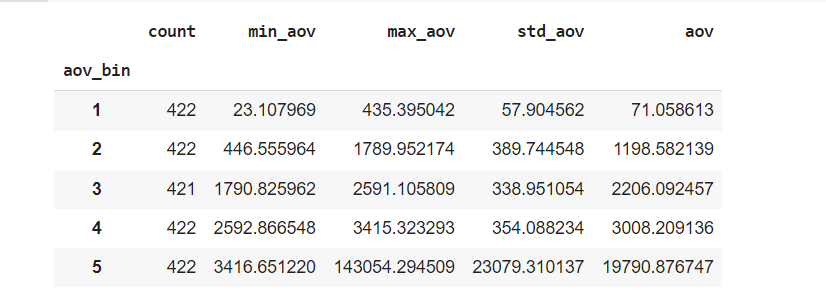 count min_aov max_aov std_aov aov
aov_bin
1 422 23.107969 435.395042 57.904562 71.058613
2 422 446.555964 1789.952174 389.744548 1198.582139
3 421 1790.825962 2591.105809 338.951054 2206.092457
4 422 2592.866548 3415.323293 354.088234 3008.209136
5 422 3416.651220 143054.294509 23079.310137 19790.876747